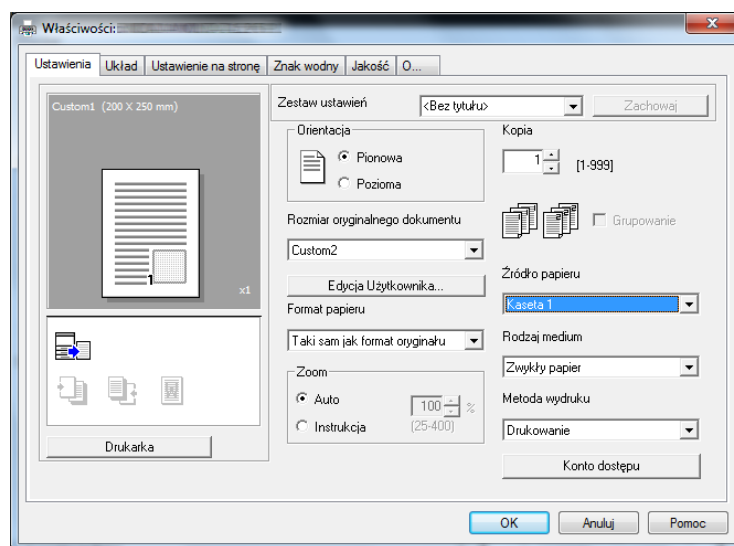 Właściwości:
Ustawienia Układ Ustawienie na stronę Znak wodny Jakość O...
Custom1 (200 X 250 mm)
1
x1
Drukarka
Zestaw ustawień <Bez tytułu> Zachowaj
Orientacja
Pionowa
Pozioma
Rozmiar oryginalnego dokumentu
Custom2
Edycja Użytkownika...
Format papieru
Taki sam jak format oryginału
Zoom
Auto 100 %
Instrukcja (25-400)
Kopia
1 [1-999]
Grupowanie
Źródło papieru
Kaseta 1
Rodzaj medium
Zwykły papier
Metoda wydruku
Drukowanie
Konto dostępu
OK Anuluj Pomoc